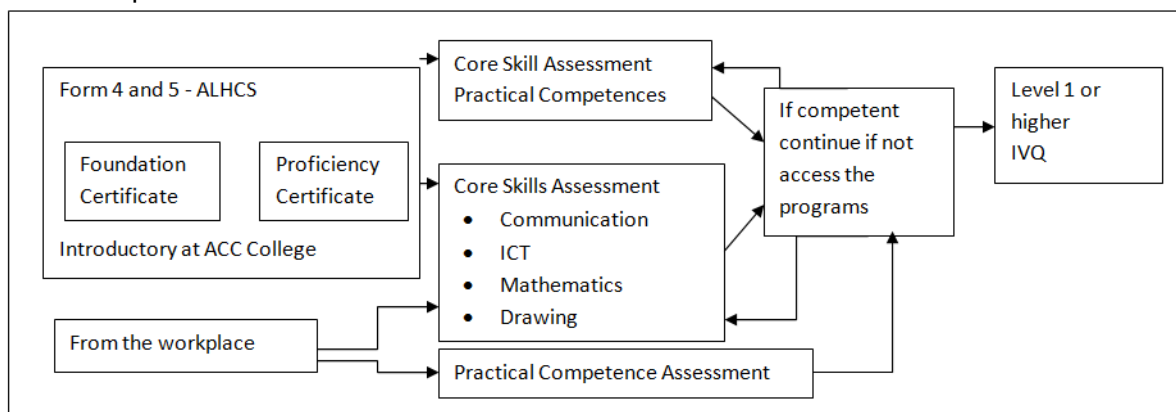 Form 4 and 5 - ALHCS
Foundation
Certificate
Proficiency
Certificate
Introductory at ACC College
From the workplace
Core Skill Assessment
Practical Competences
Core Skills Assessment
• Communication
• ICT
• Mathematics
• Drawing
Practical Competence Assessment
If competent
continue if not
access the
programs
Level 1 or
higher
IVQ